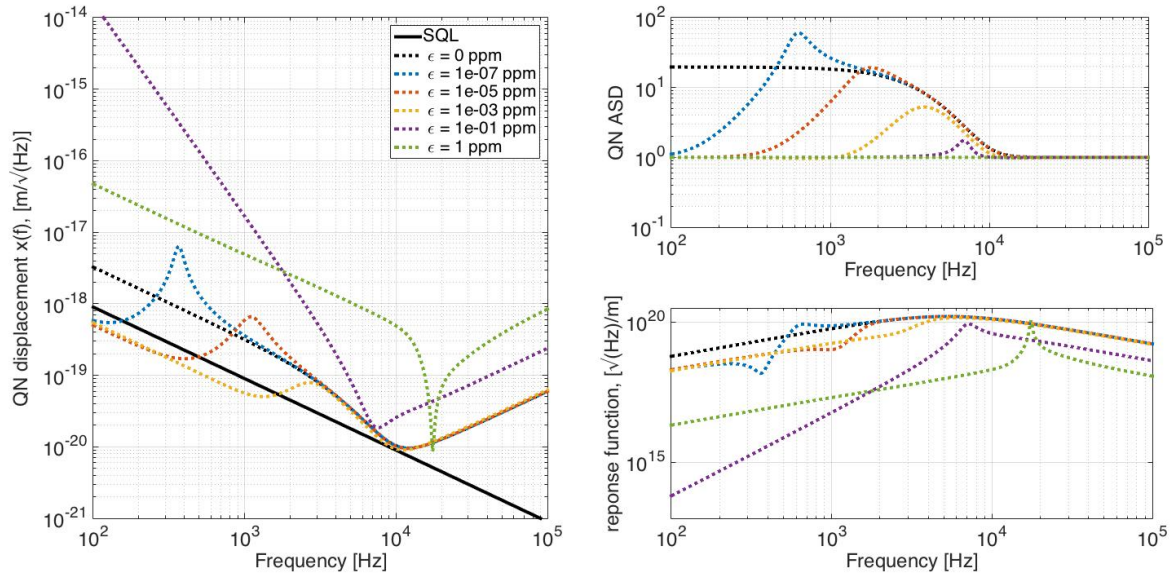 10^-14
10^-15
10^-16
10^-17
10^-18
10^-19
10^-20
10^-21
QN displacement x(f), [m/√(Hz)]
10^2 10^3 10^4 10^5
Frequency [Hz]
SQL
ϵ = 0 ppm
ϵ = 1e-07 ppm
ϵ = 1e-05 ppm
ϵ = 1e-03 ppm
ϵ = 1e-01 ppm
ϵ = 1 ppm
10^2
10^1
10^0
10^-1
QN ASD
10^2 10^3 10^4 10^5
Frequency [Hz]
10^20
10^15
reponse function, [√(Hz)/m]
10^2 10^3 10^4 10^5
Frequency [Hz]